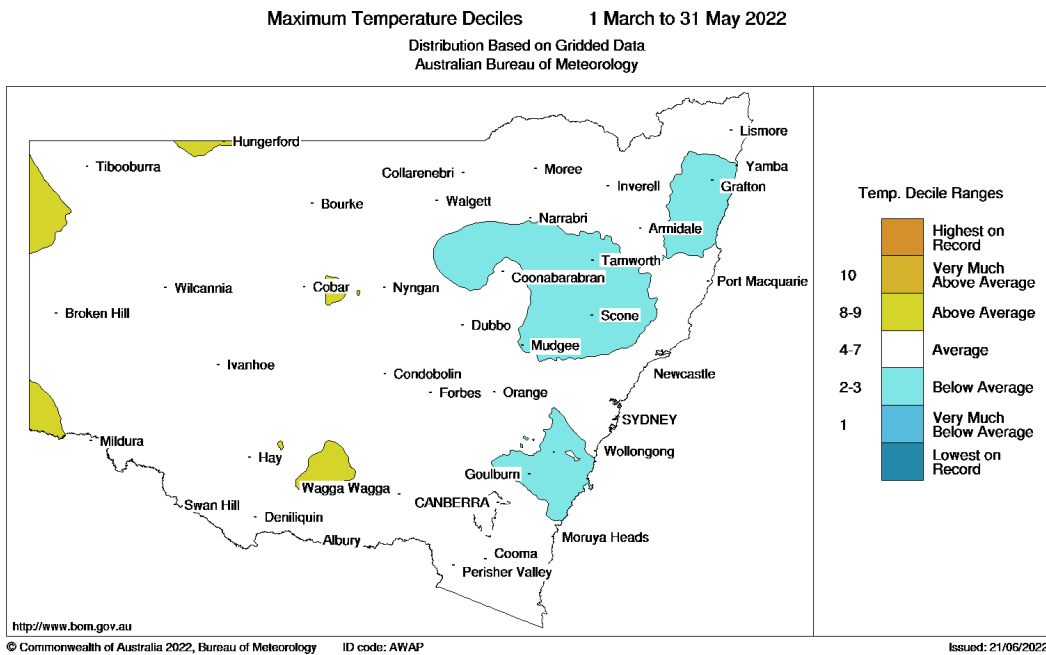 Maximum Temperature Deciles 1 March to 31 May 2022
Distribution Based on Gridded Data
Australian Bureau of Meteorology
Lismore
Hungerford
Tibooburra
Collarenebri
Moree
Yamba
Inverell
Grafton
Bourke
Walgett
Narrabri
Armidale
Tamworth
Coonabarabran
Port Macquarie
Wilcannia
Cobar
Nyngan
Broken Hill
Scone
Dubbo
Mudgee
Ivanhoe
Condobolin
Newcastle
Forbes
Orange
SYDNEY
Mildura
Hay
Wollongong
Goulburn
Wagga Wagga
CANBERRA
Swan Hill
Deniliquin
Albury
Moruya Heads
Cooma
Perisher Valley
Temp. Decile Ranges
Highest on
Record
10 Very Much
Above Average
8-9 Above Average
4-7 Average
2-3 Below Average
1 Very Much
Below Average
Lowest on
Record
http://www.bom.gov.au
© Commonwealth of Australia 2022, Bureau of Meteorology ID code: AWAP Issued: 21/06/2022